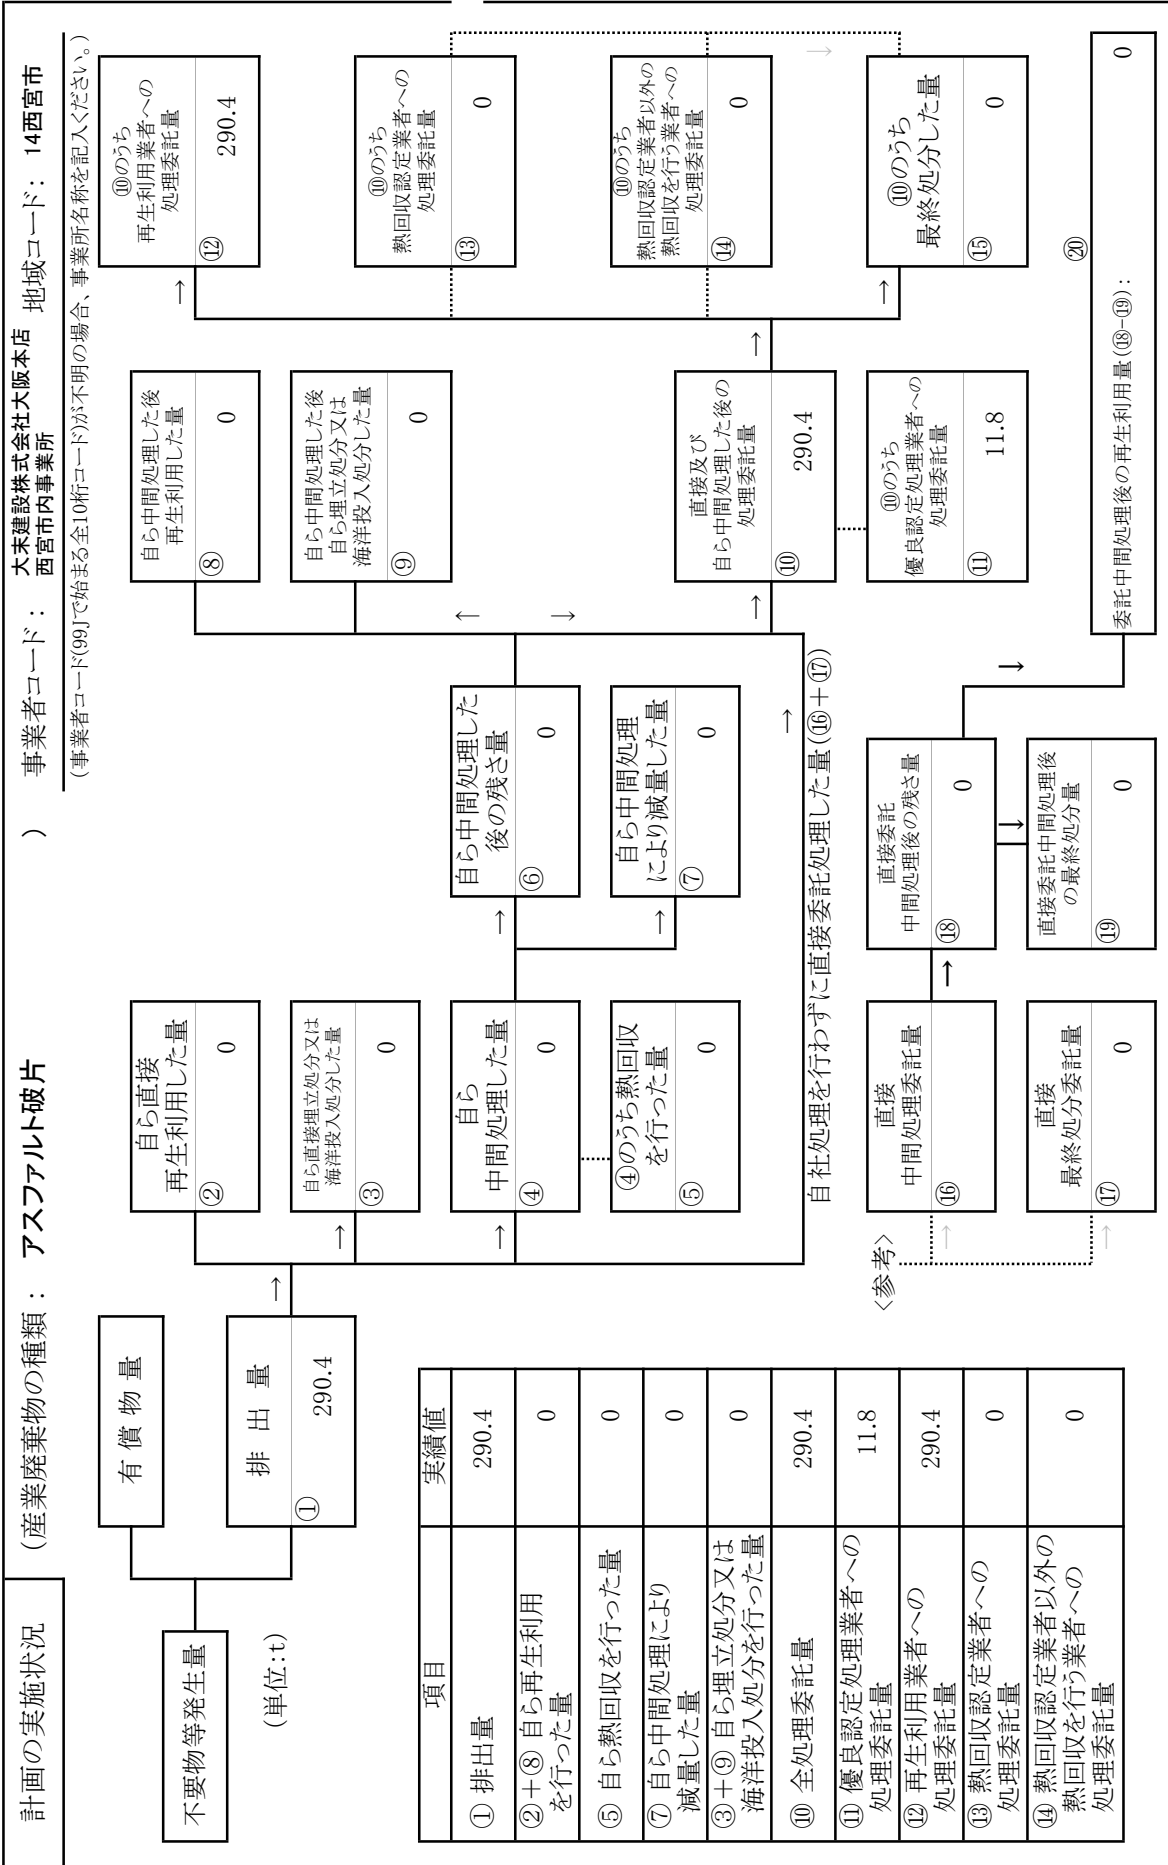 計画の実施状況
(産業廃棄物の種類： アスファルト破片 )
事業者コード： 大末建設株式会社大阪本店
西宮市内事業所
地域コード： 14西宮市
(事業者コード(99｣で始まる全10桁コード)が不明の場合、事業所名称を記入ください。)
不要物等発生量
(単位:t)
有 償 物 量
排 出 量
① 290.4
→
自ら直接
再生利用した量
② 0
→
自ら直接埋立処分又は
海洋投入処分した量
③ 0
→
自ら
中間処理した量
④ 0
④のうち熱回収
を行った量
⑤ 0
→
自ら中間処理した
後の残さ量
⑥ 0
→
自ら中間処理
により減量した量
⑦ 0
自ら中間処理した後
再生利用した量
⑧ 0
自ら中間処理した後
自ら埋立処分又は
海洋投入処分した量
⑨ 0
↑
↓
→
→
直接及び
自ら中間処理した後の
処理委託量
⑩ 290.4
⑩のうち
優良認定処理業者への
処理委託量
⑪ 11.8
→
→
⑩のうち
再生利用業者への
処理委託量
⑫ 290.4
⑩のうち
熱回収認定業者への
処理委託量
⑬ 0
⑩のうち
熱回収認定業者以外の
熱回収を行う業者への
処理委託量
⑭ 0
↓
→
⑩のうち
最終処分した量
⑮ 0
自社処理を行わずに直接委託処理した量(⑯＋⑰)
<参考>
→
直接
中間処理委託量
⑯
→
直接
最終処分委託量
⑰ 0
→
直接委託
中間処理後の残さ量
⑱ 0
→
直接委託中間処理後
の最終処分量
⑲ 0
→
⑳
委託中間処理後の再生利用量(⑱-⑲)： 0
項目 実績値
① 排出量 290.4
②＋⑧ 自ら再生利用
を行った量 0
⑤ 自ら熱回収を行った量 0
⑦ 自ら中間処理により
減量した量 0
③＋⑨ 自ら埋立処分又は
海洋投入処分を行った量 0
⑩ 全処理委託量 290.4
⑪ 優良認定処理業者への
処理委託量 11.8
⑫ 再生利用業者への
処理委託量 290.4
⑬ 熱回収認定業者への
処理委託量 0
⑭ 熱回収認定業者以外の
熱回収を行う業者への
処理委託量 0